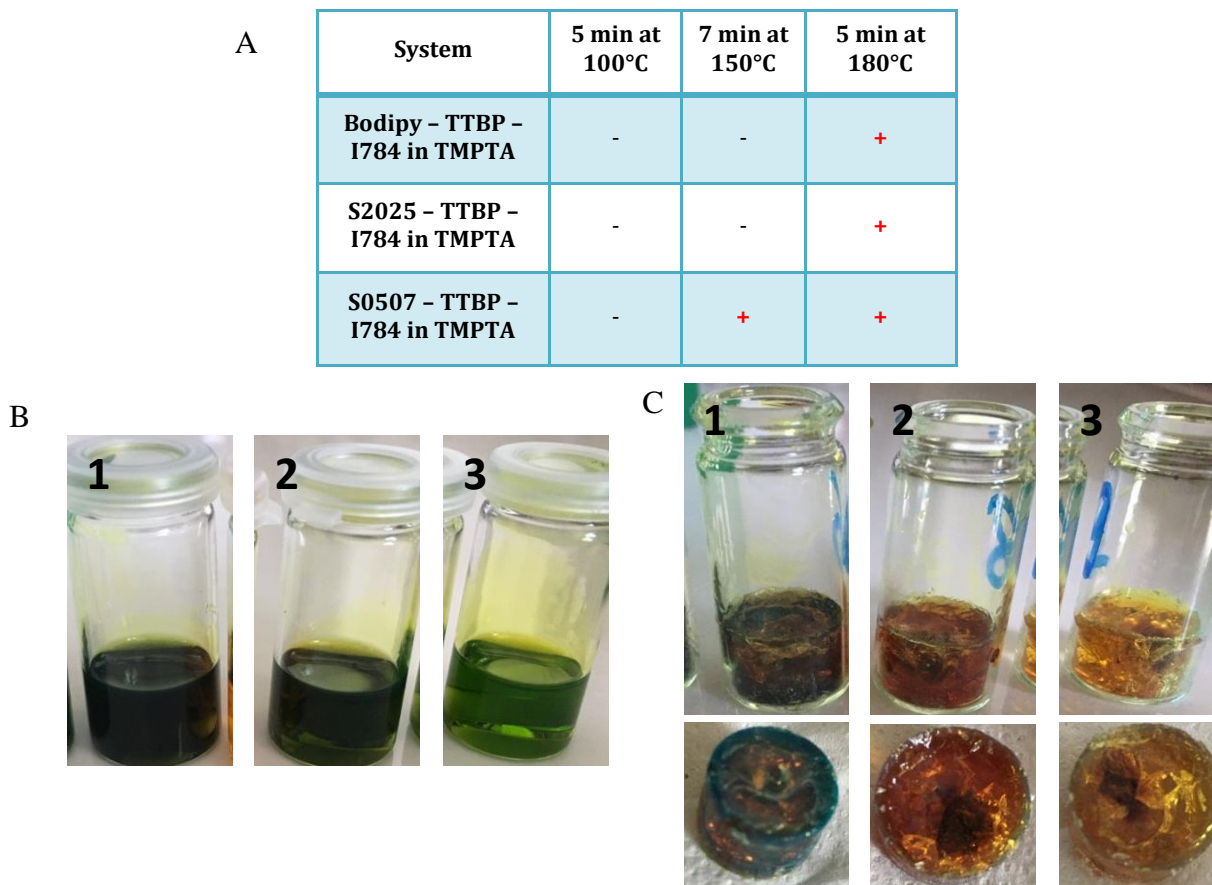 A
System
5 min at
100°C
7 min at
150°C
5 min at
180°C
Bodipy – TTBP –
I784 in TMPTA
-
-
+
S2025 – TTBP –
I784 in TMPTA
-
-
+
S0507 – TTBP –
I784 in TMPTA
-
+
+
B
1
2
3
C
1
2
3